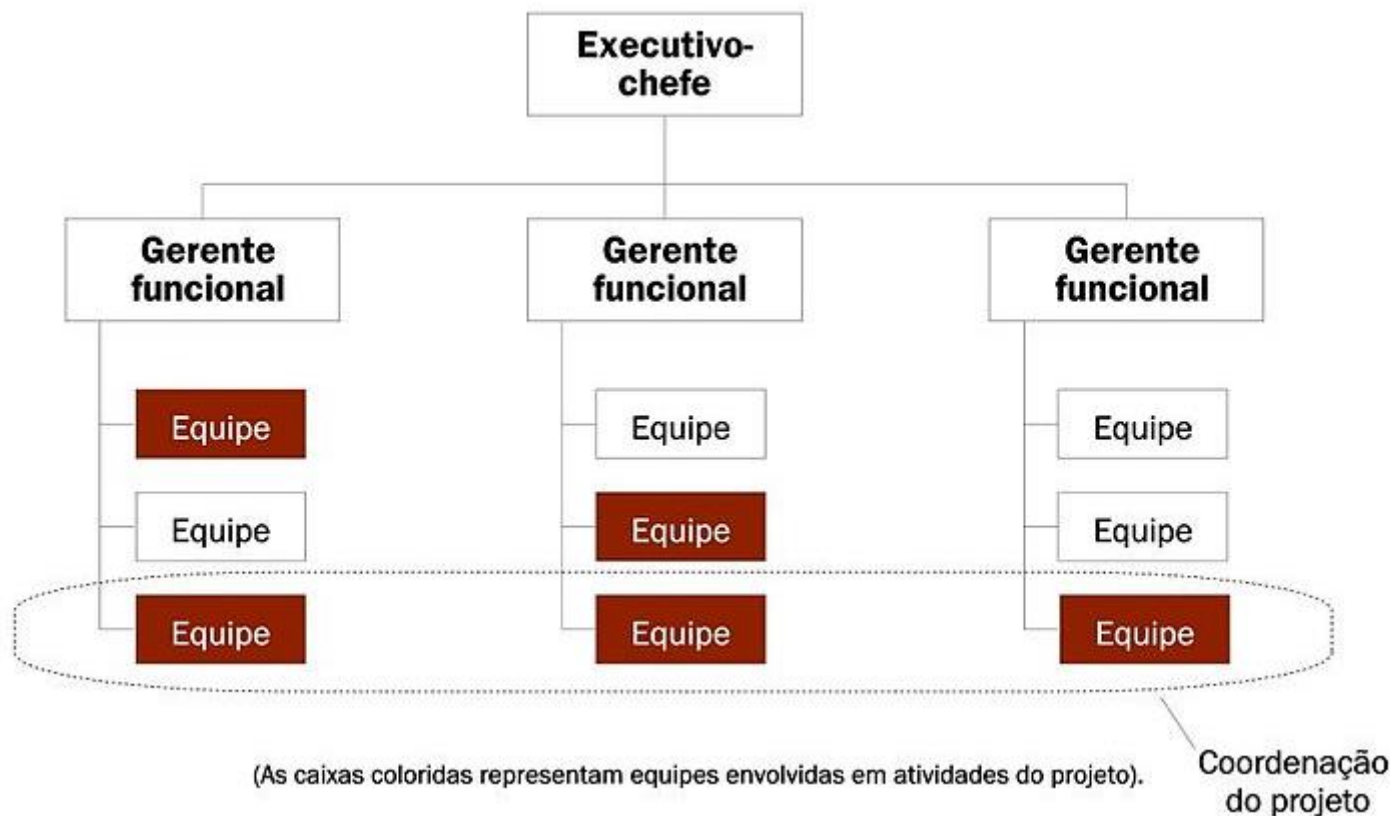 Executivo-
chefe
Gerente
funcional
Gerente
funcional
Gerente
funcional
Equipe
Equipe
Equipe
Equipe
Equipe
Equipe
Equipe
Equipe
Equipe
(As caixas coloridas representam equipes envolvidas em atividades do projeto).
Coordenação
do projeto